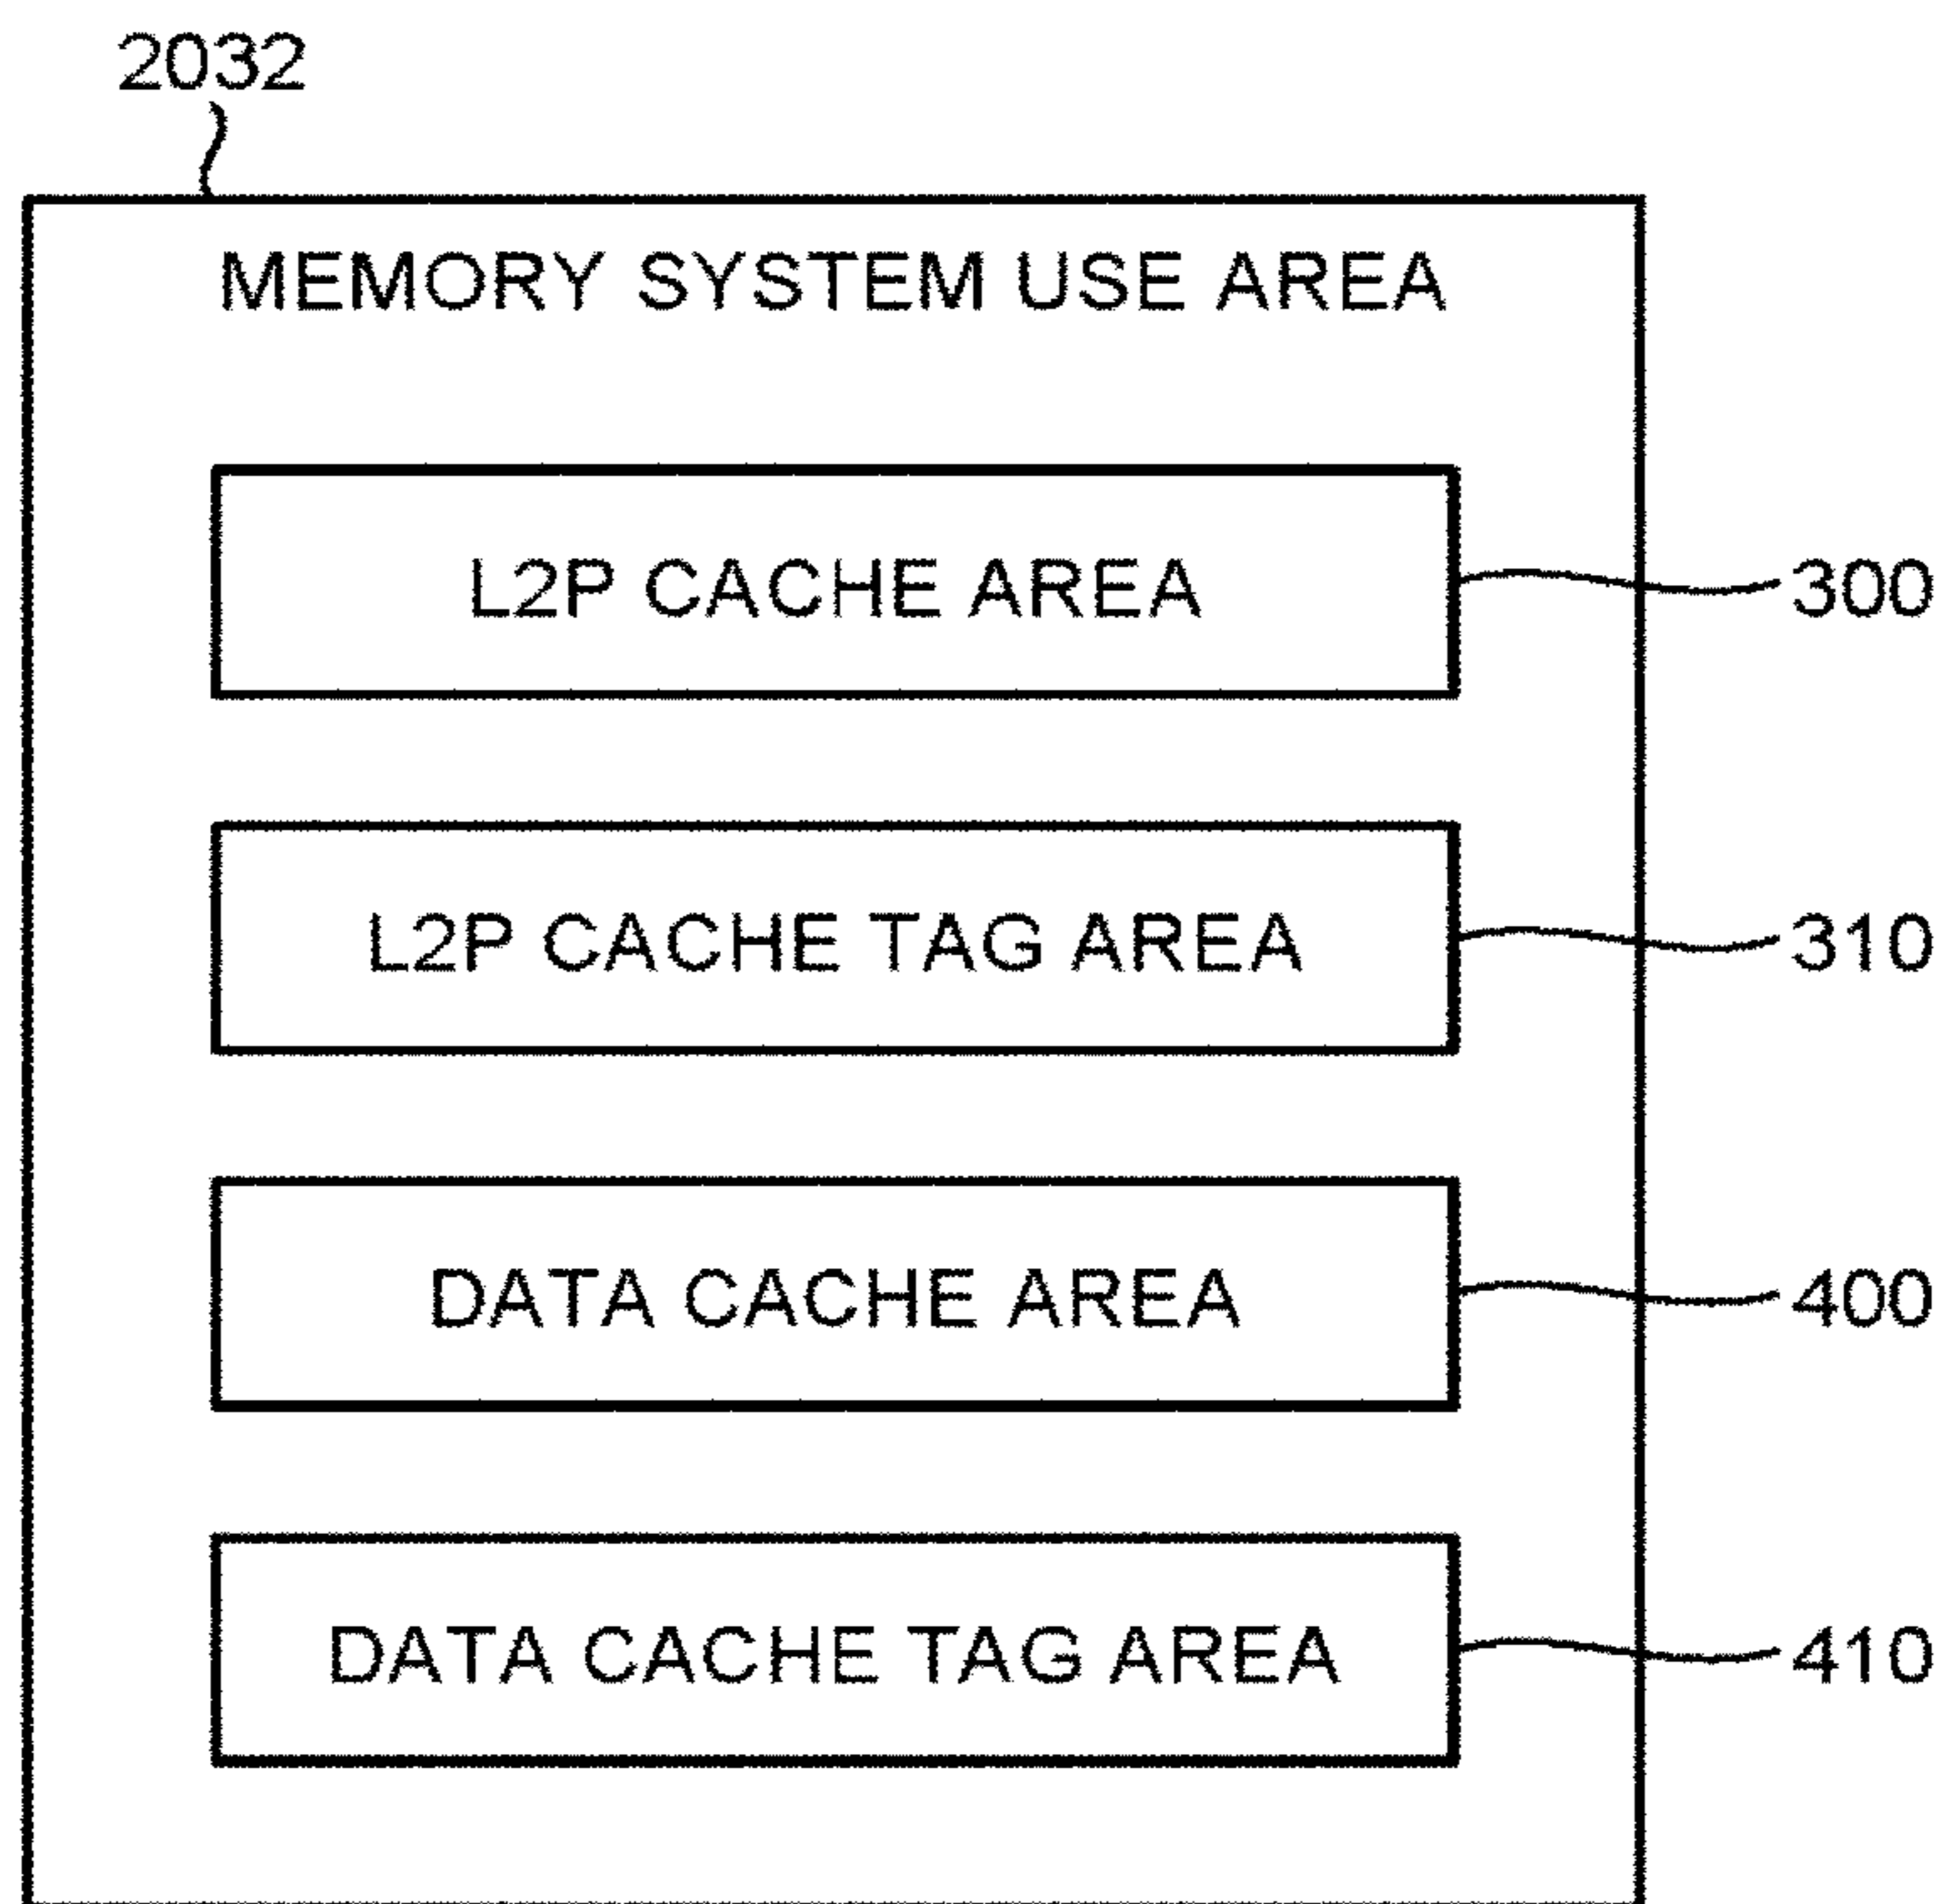 2032
MEMORY SYSTEM USE AREA
L2P CACHE AREA 300
L2P CACHE TAG AREA 310
DATA CACHE AREA 400
DATA CACHE TAG AREA 410